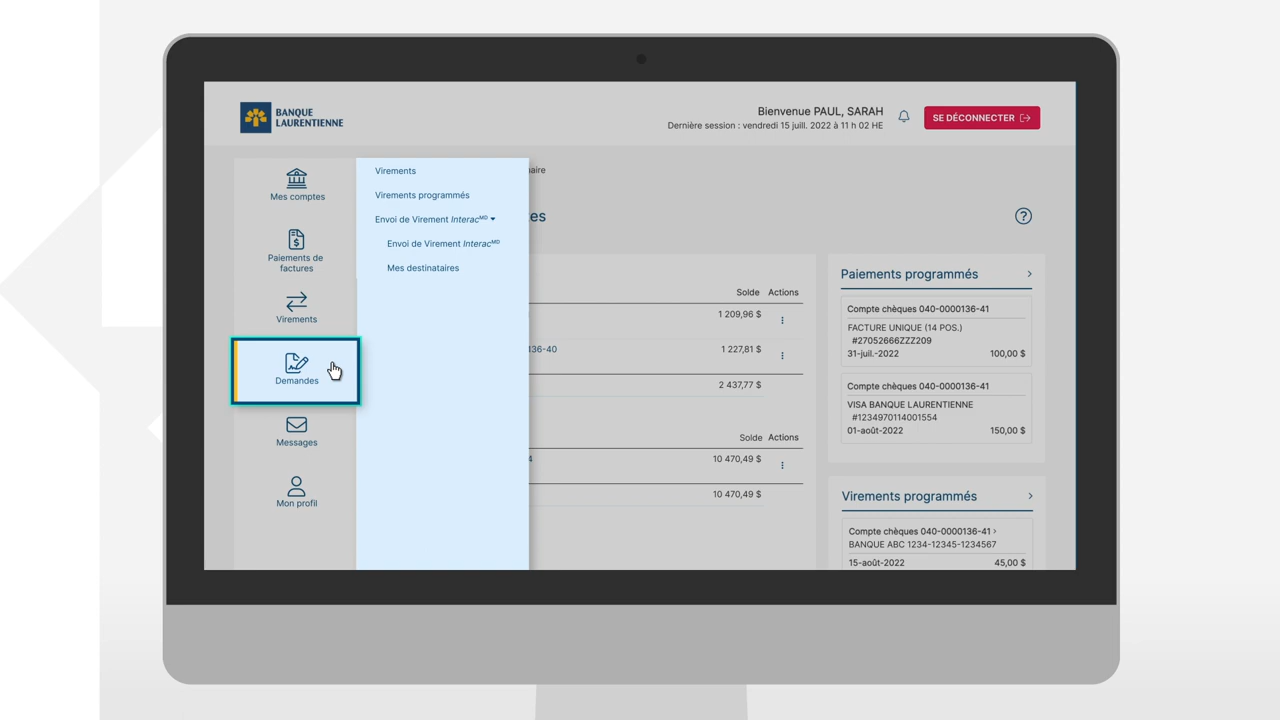 BANQUE
LAURENTIENNE
Bienvenue PAUL, SARAH
Dernière session : vendredi 15 juill. 2022 à 11 h 02 HE
SE DÉCONNECTER
Mes comptes
Paiements de
factures
Virements
Demandes
Messages
Mon profil
Virements
Virements programmés
Envoi de Virement Interac^MD
Envoi de Virement Interac^MD
Mes destinataires
Solde Actions
1 209,96 $
136-40 1 227,81 $
2 437,77 $
Solde Actions
10 470,49 $
10 470,49 $
Paiements programmés
Compte chèques 040-0000136-41
FACTURE UNIQUE (14 POS.)
#27052666ZZZ209
31-juil.-2022 100,00 $
Compte chèques 040-0000136-41
VISA BANQUE LAURENTIENNE
#1234970114001554
01-août-2022 150,00 $
Virements programmés
Compte chèques 040-0000136-41
BANQUE ABC 1234-12345-1234567
15-août-2022 45,00 $